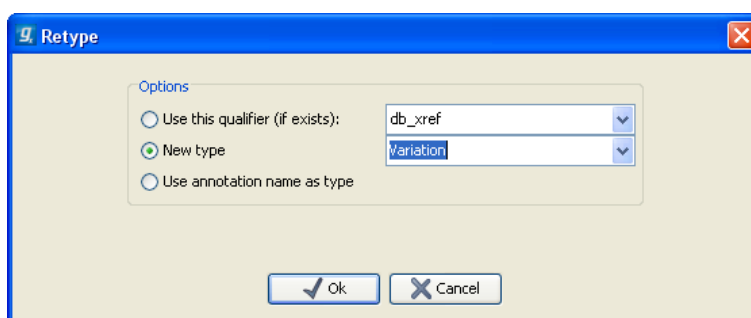 Retype
Options
Use this qualifier (if exists): db_xref
New type Variation
Use annotation name as type
Ok Cancel